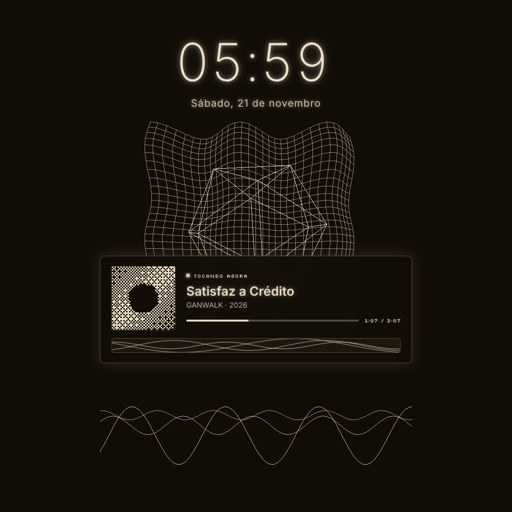 05:59
Sábado, 21 de novembro
TOCANDO AGORA
Satisfaz a Crédito
GANWALK · 2026
1:07 / 3:07